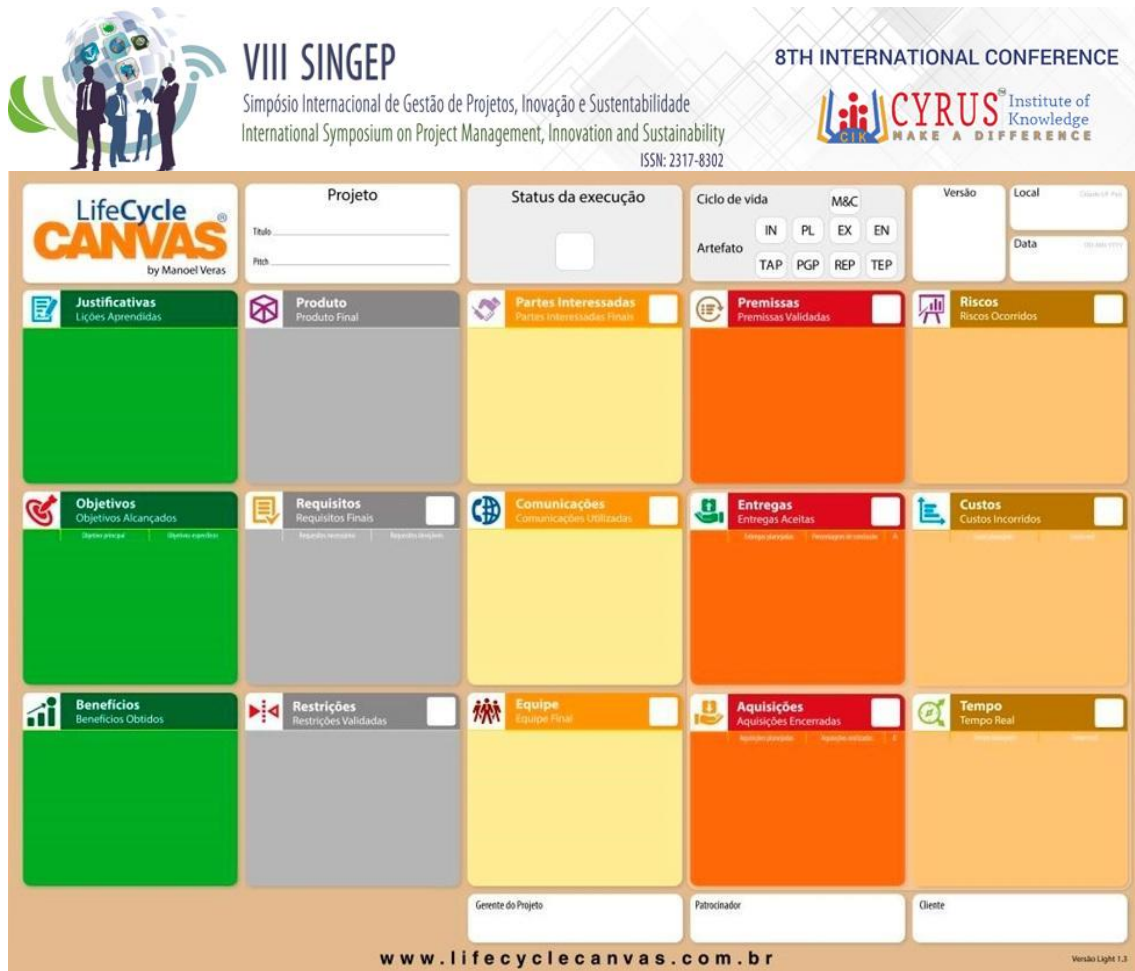 VIII SINGEP
Simpósio Internacional de Gestão de Projetos, Inovação e Sustentabilidade
International Symposium on Project Management, Innovation and Sustainability
ISSN: 2317-8302
8TH INTERNATIONAL CONFERENCE
CIK
CYRUS™ Institute of Knowledge
MAKE A DIFFERENCE
LifeCycle
CANVAS®
by Manoel Veras
Projeto
Título
Pitch
Status da execução
Ciclo de vida
M&C
IN PL EX EN
Artefato
TAP PGP REP TEP
Versão
Local
Data
Justificativas
Lições Aprendidas
Produto
Produto Final
Partes Interessadas
Partes Interessadas Finais
Premissas
Premissas Validadas
Riscos
Riscos Ocorridos
Objetivos
Objetivos Alcançados
Objetivo principal
Objetivos específicos
Requisitos
Requisitos Finais
Comunicações
Comunicações Utilizadas
Entregas
Entregas Aceitas
Custos
Custos Incorridos
Benefícios
Benefícios Obtidos
Restrições
Restrições Validadas
Equipe
Equipe Final
Aquisições
Aquisições Encerradas
Tempo
Tempo Real
Gerente do Projeto
Patrocinador
Cliente
www.lifecyclecanvas.com.br
Versão Light 1.3